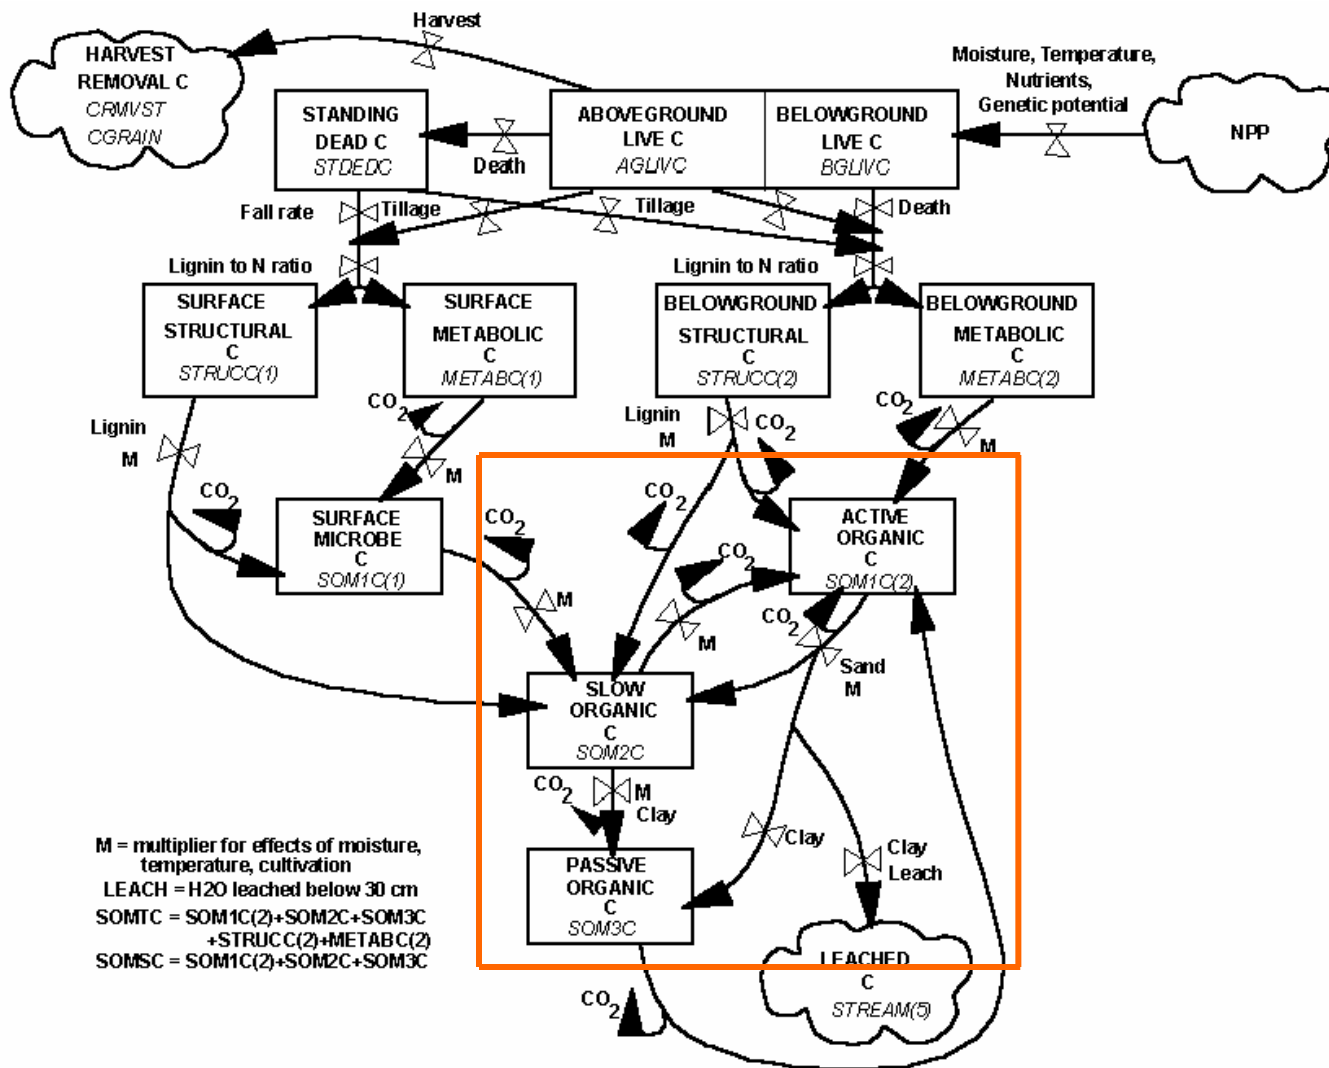 Harvest
HARVEST
REMOVAL C
CRMVST
CGRAIN
STANDING
DEAD C
STDEDC
Death
ABOVEGROUND
LIVE C
AGLIVC
BELOWGROUND
LIVE C
BGLIVC
Moisture, Temperature,
Nutrients,
Genetic potential
NPP
Fall rate
Tillage
Tillage
Death
Lignin to N ratio
Lignin to N ratio
SURFACE
STRUCTURAL
C
STRUCC(1)
SURFACE
METABOLIC
C
METABC(1)
BELOWGROUND
STRUCTURAL
C
STRUCC(2)
BELOWGROUND
METABOLIC
C
METABC(2)
Lignin
M
CO2
M
Lignin
M
CO2
CO2
M
CO2
SURFACE
MICROBE
C
SOM1C(1)
CO2
M
CO2
CO2
M
ACTIVE
ORGANIC
C
SOM1C(2)
CO2
Sand
M
SLOW
ORGANIC
C
SOM2C
CO2
M
Clay
Clay
Clay
Leach
PASSIVE
ORGANIC
C
SOM3C
CO2
LEACHED
C
STREAM(5)
M = multiplier for effects of moisture,
temperature, cultivation
LEACH = H2O leached below 30 cm
SOMTC = SOM1C(2)+SOM2C+SOM3C
+STRUCC(2)+METABC(2)
SOMSC = SOM1C(2)+SOM2C+SOM3C